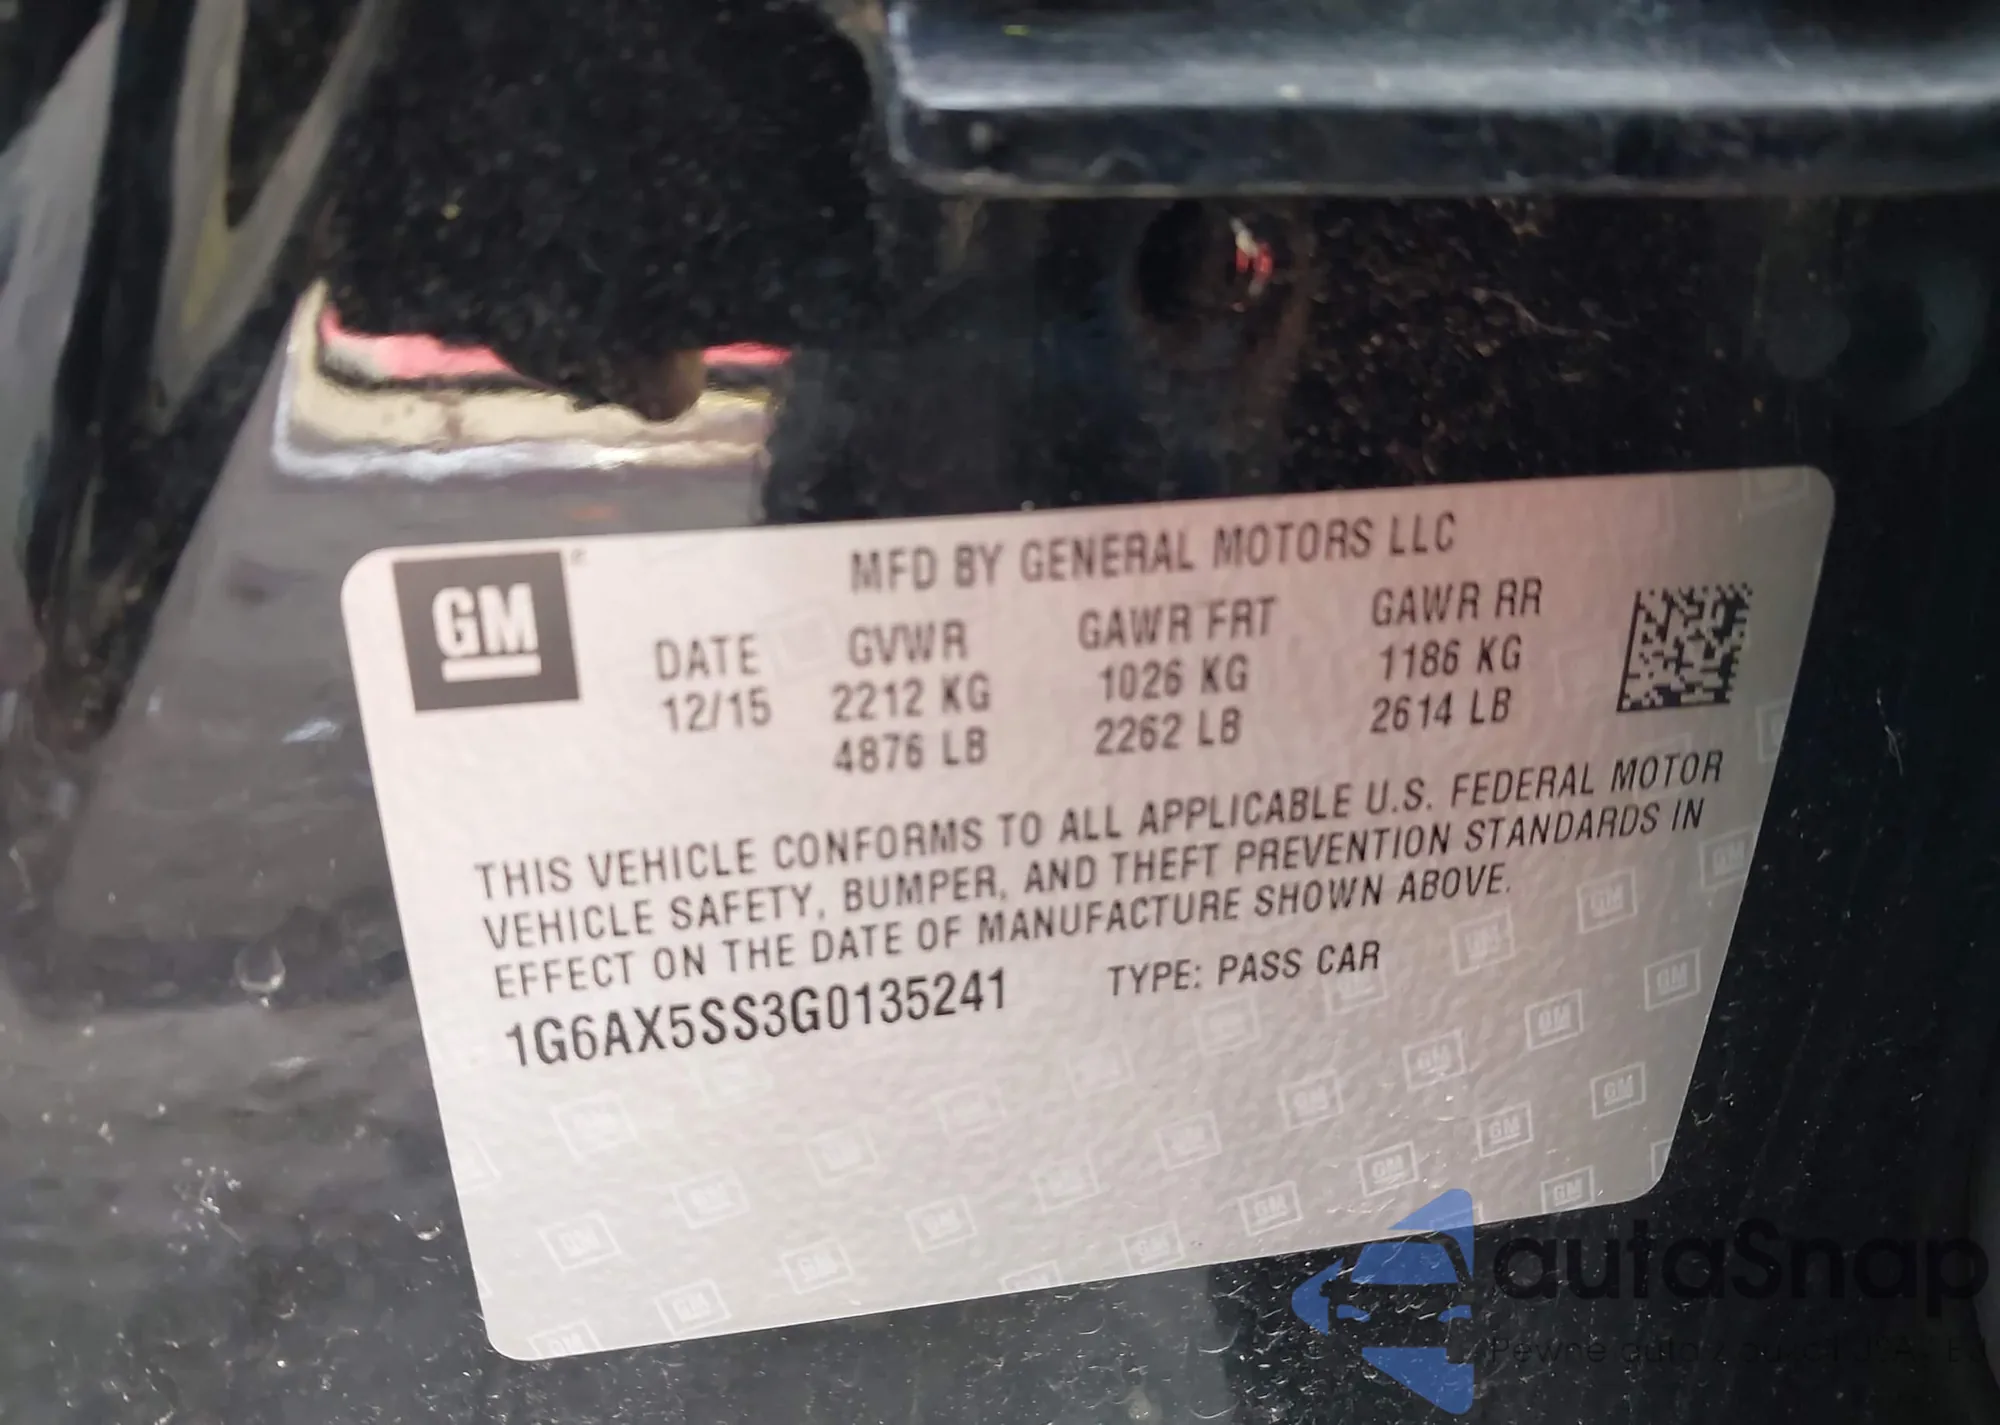 GM
MFD BY GENERAL MOTORS LLC
DATE GVWR GAWR FRT GAWR RR
12/15 2212 KG 1026 KG 1186 KG
4876 LB 2262 LB 2614 LB
THIS VEHICLE CONFORMS TO ALL APPLICABLE U.S. FEDERAL MOTOR
VEHICLE SAFETY, BUMPER, AND THEFT PREVENTION STANDARDS IN
EFFECT ON THE DATE OF MANUFACTURE SHOWN ABOVE.
1G6AX5SS3G0135241 TYPE: PASS CAR
autaSnap
Pewne auta z